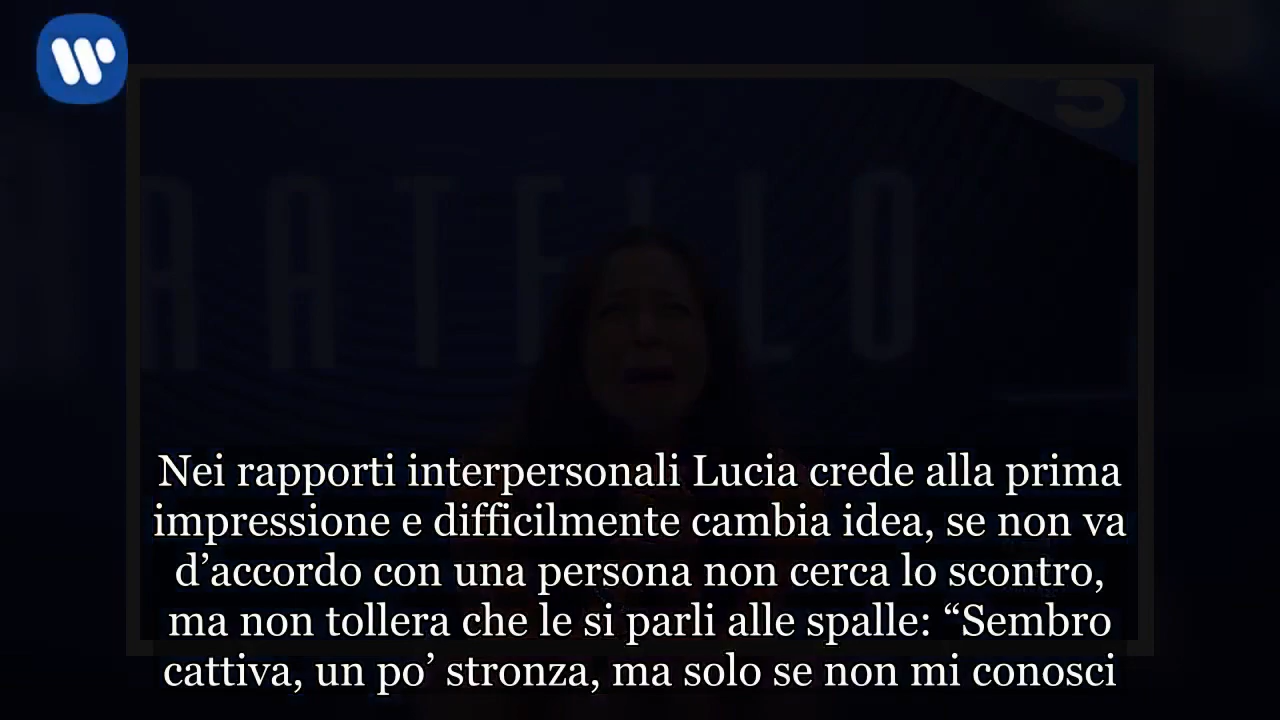 5
RATELLO
Nei rapporti interpersonali Lucia crede alla prima
impressione e difficilmente cambia idea, se non va
d’accordo con una persona non cerca lo scontro,
ma non tollera che le si parli alle spalle: “Sembro
cattiva, un po’ stronza, ma solo se non mi conosci